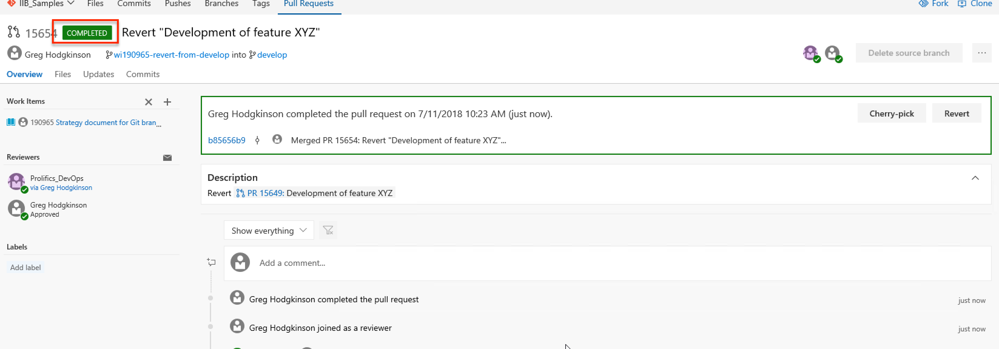 IIB_Samples Files Commits Pushes Branches Tags Pull Requests Fork Clone
15654 COMPLETED Revert "Development of feature XYZ"
Greg Hodgkinson wi190965-revert-from-develop into develop Delete source branch ...
Overview Files Updates Commits
Work Items
190965 Strategy document for Git bran...
Reviewers
Prolifics_DevOps
via Greg Hodgkinson
Greg Hodgkinson
Approved
Labels
Add label
Greg Hodgkinson completed the pull request on 7/11/2018 10:23 AM (just now). Cherry-pick Revert
b85656b9 Merged PR 15654: Revert "Development of feature XYZ"...
Description
Revert PR 15649: Development of feature XYZ
Show everything
Add a comment...
Greg Hodgkinson completed the pull request just now
Greg Hodgkinson joined as a reviewer just now